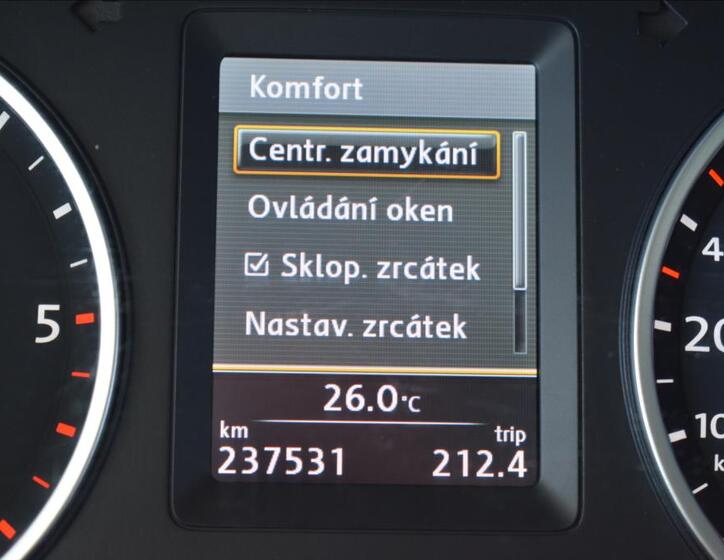 Komfort
Centr. zamykání
Ovládání oken
Sklop. zrcátek
Nastav. zrcátek
26.0°C
km trip
237531 212.4
5